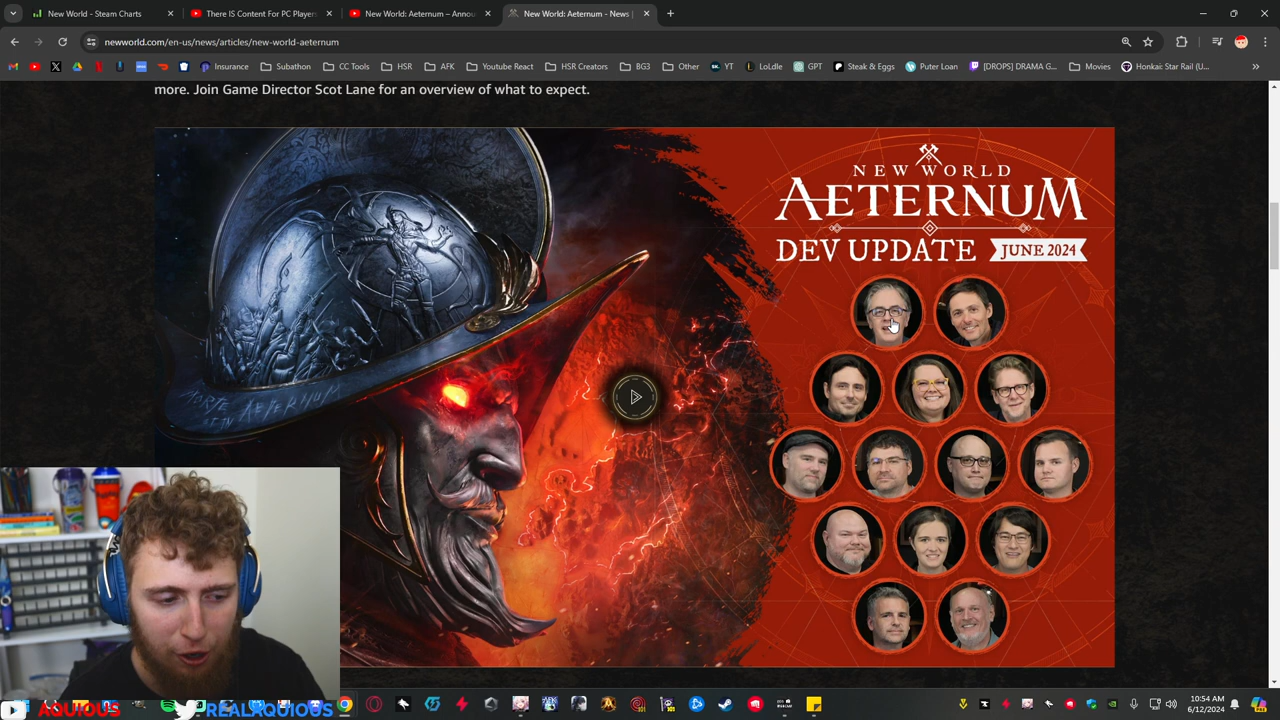 New World - Steam Charts
There IS Content For PC Players
New World: Aeternum – Annou
New World: Aeternum - News |
newworld.com/en-us/news/articles/new-world-aeternum
Insurance
Subathon
CC Tools
HSR
AFK
Youtube React
HSR Creators
BG3
Other
YT
LoLdle
GPT
Steak & Eggs
Puter Loan
[DROPS] DRAMA G...
Movies
Honkai: Star Rail (U...
more. Join Game Director Scot Lane for an overview of what to expect.
NEW WORLD
AETERNUM
DEV UPDATE
JUNE 2024
AQUIOUS
REALAQUIOUS
10:54 AM
6/12/2024